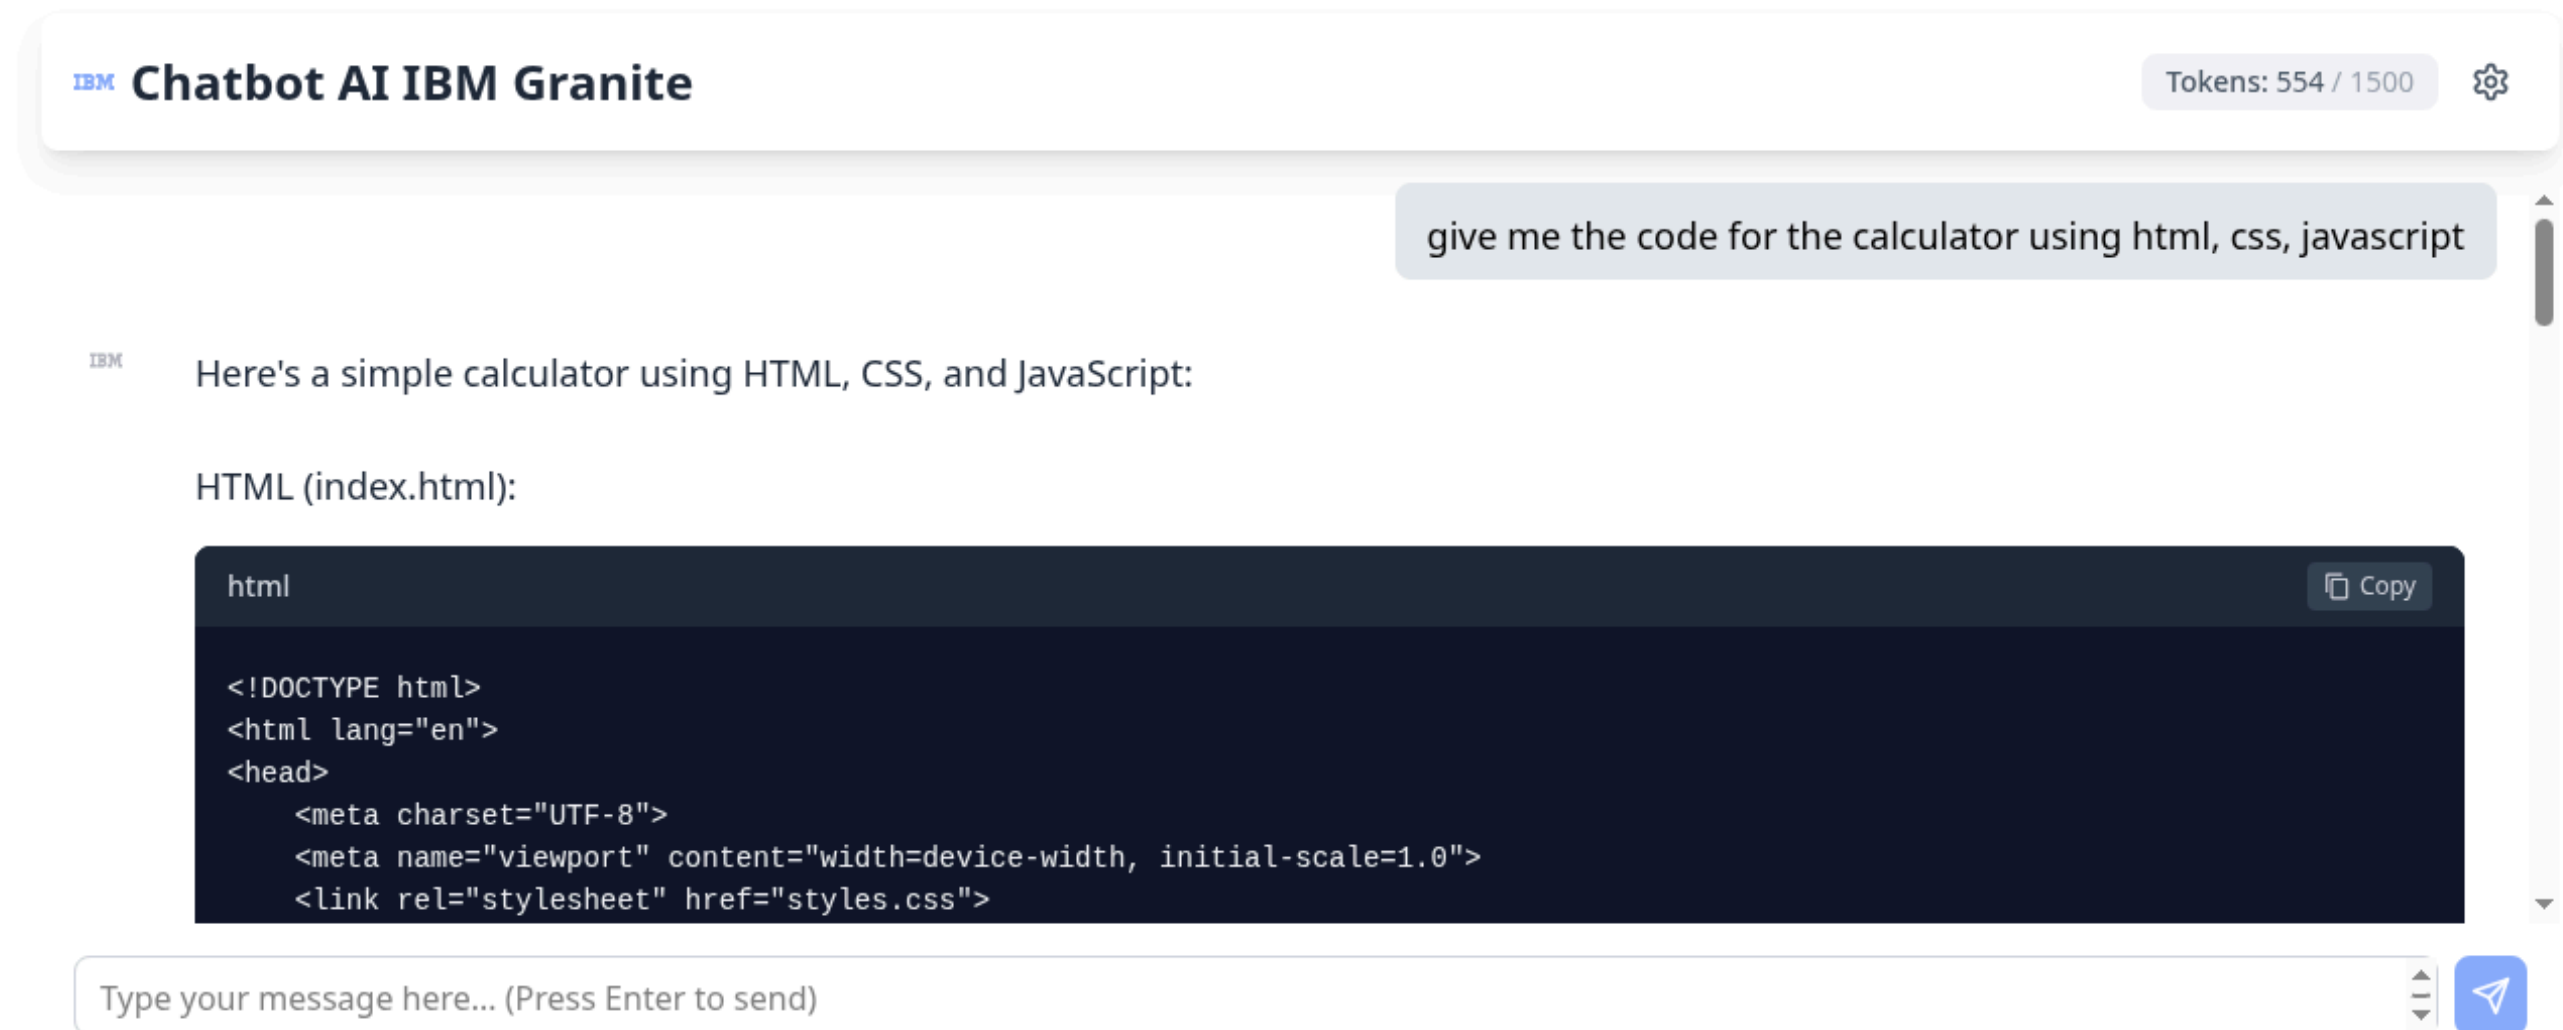 IBM Chatbot AI IBM Granite
Tokens: 554 / 1500
give me the code for the calculator using html, css, javascript
IBM
Here's a simple calculator using HTML, CSS, and JavaScript:
HTML (index.html):
html
Copy
<!DOCTYPE html>
<html lang="en">
<head>
    <meta charset="UTF-8">
    <meta name="viewport" content="width=device-width, initial-scale=1.0">
    <link rel="stylesheet" href="styles.css">
Type your message here... (Press Enter to send)